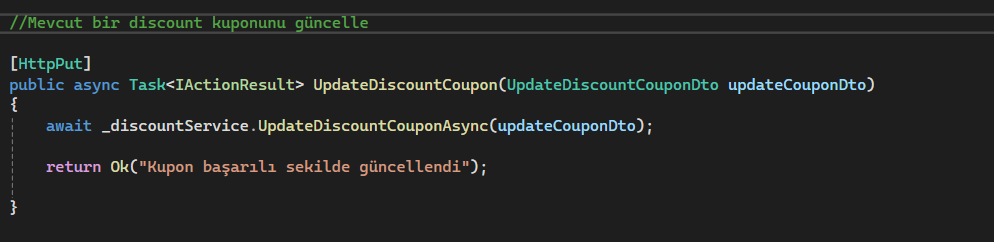 //Mevcut bir discount kuponunu güncelle
[HttpPut]
public async Task<IActionResult> UpdateDiscountCoupon(UpdateDiscountCouponDto updateCouponDto)
{
await _discountService.UpdateDiscountCouponAsync(updateCouponDto);
return Ok("Kupon başarılı sekilde güncellendi");
}